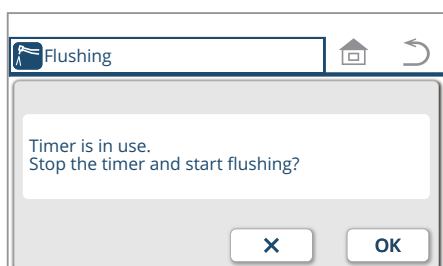 Flushing
Timer is in use.
Stop the timer and start flushing?
OK